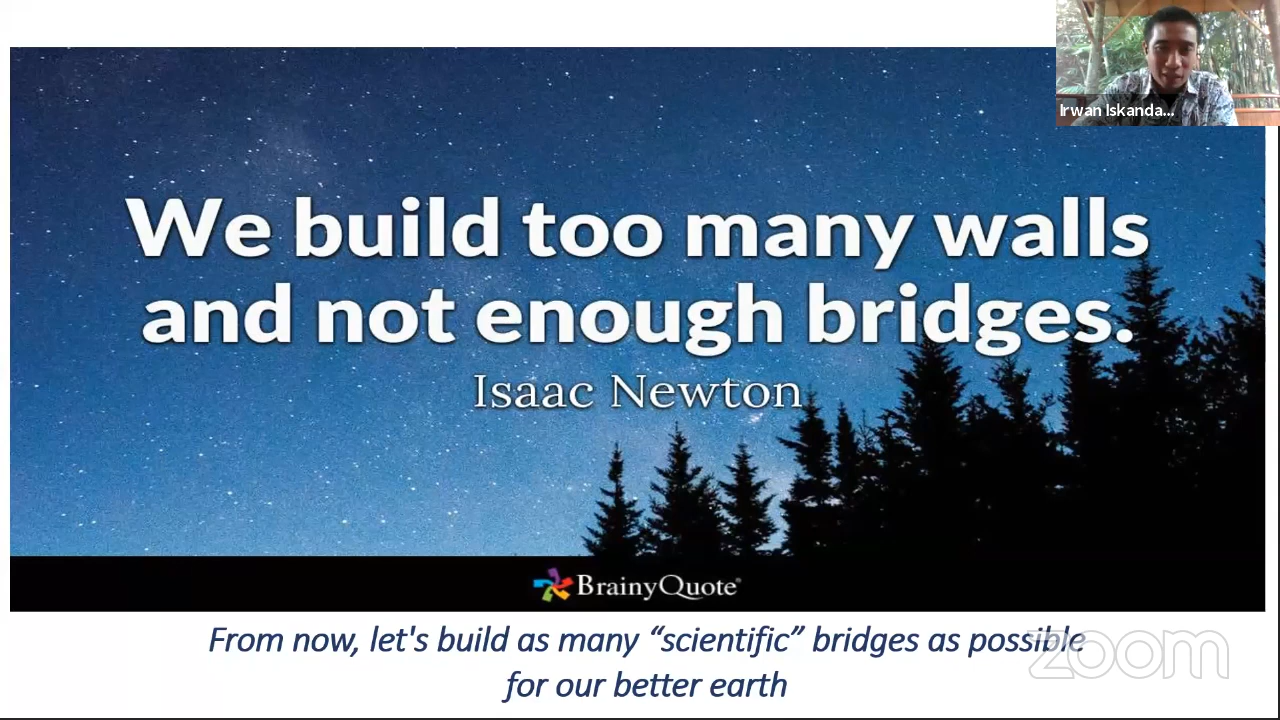 Irwan Iskanda...
We build too many walls
and not enough bridges.
Isaac Newton
BrainyQuote®
From now, let's build as many “scientific” bridges as possible
for our better earth
zoom